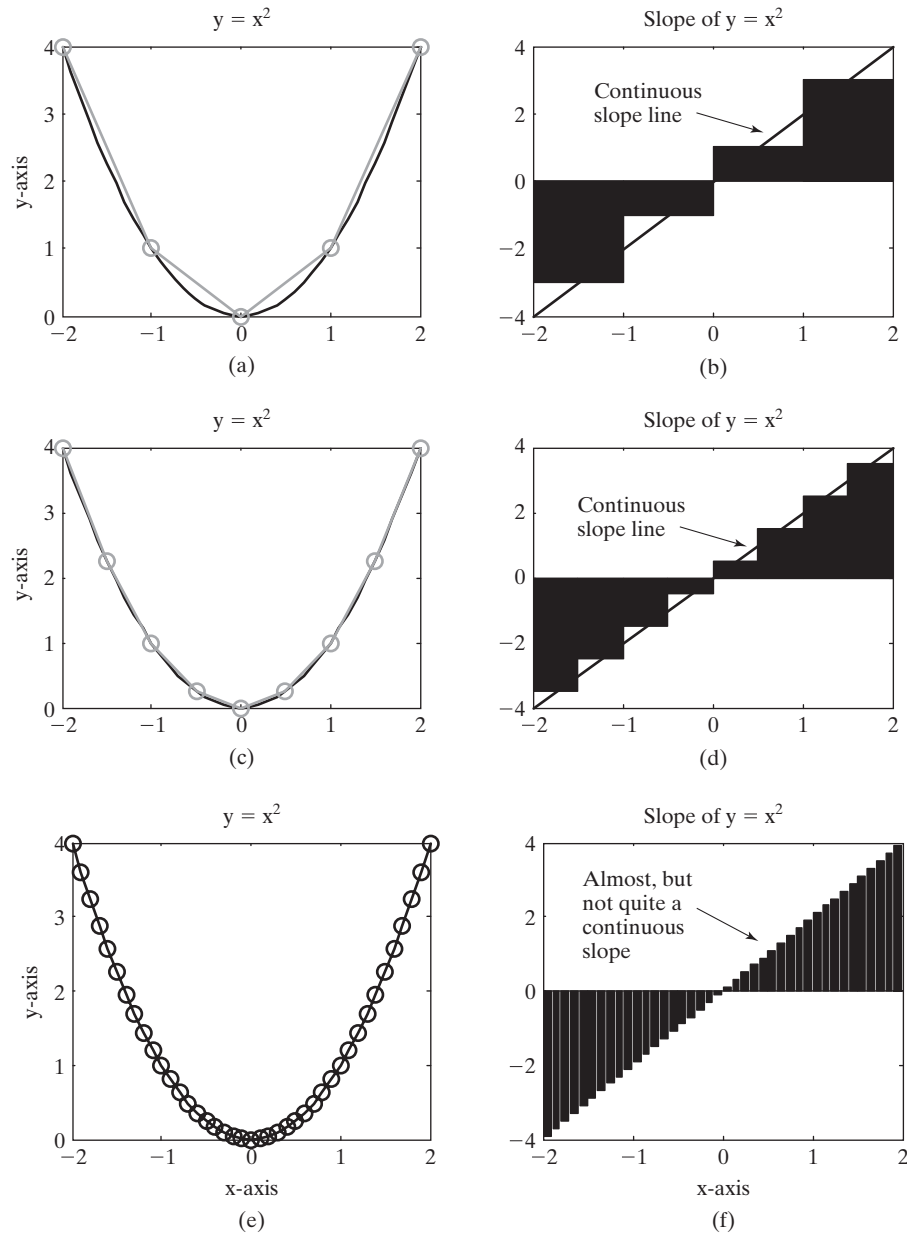 y = x²
Slope of y = x²
4
3
2
1
0
y-axis
−2
−1
0
1
2
(a)
4
2
0
−2
−4
Continuous
slope line
−2
−1
0
1
2
(b)
y = x²
Slope of y = x²
4
3
2
1
0
y-axis
−2
−1
0
1
2
(c)
4
2
0
−2
−4
Continuous
slope line
−2
−1
0
1
2
(d)
y = x²
Slope of y = x²
4
3
2
1
0
y-axis
−2
−1
0
1
2
x-axis
(e)
4
2
0
−2
−4
Almost, but
not quite a
continuous
slope
−2
−1
0
1
2
x-axis
(f)